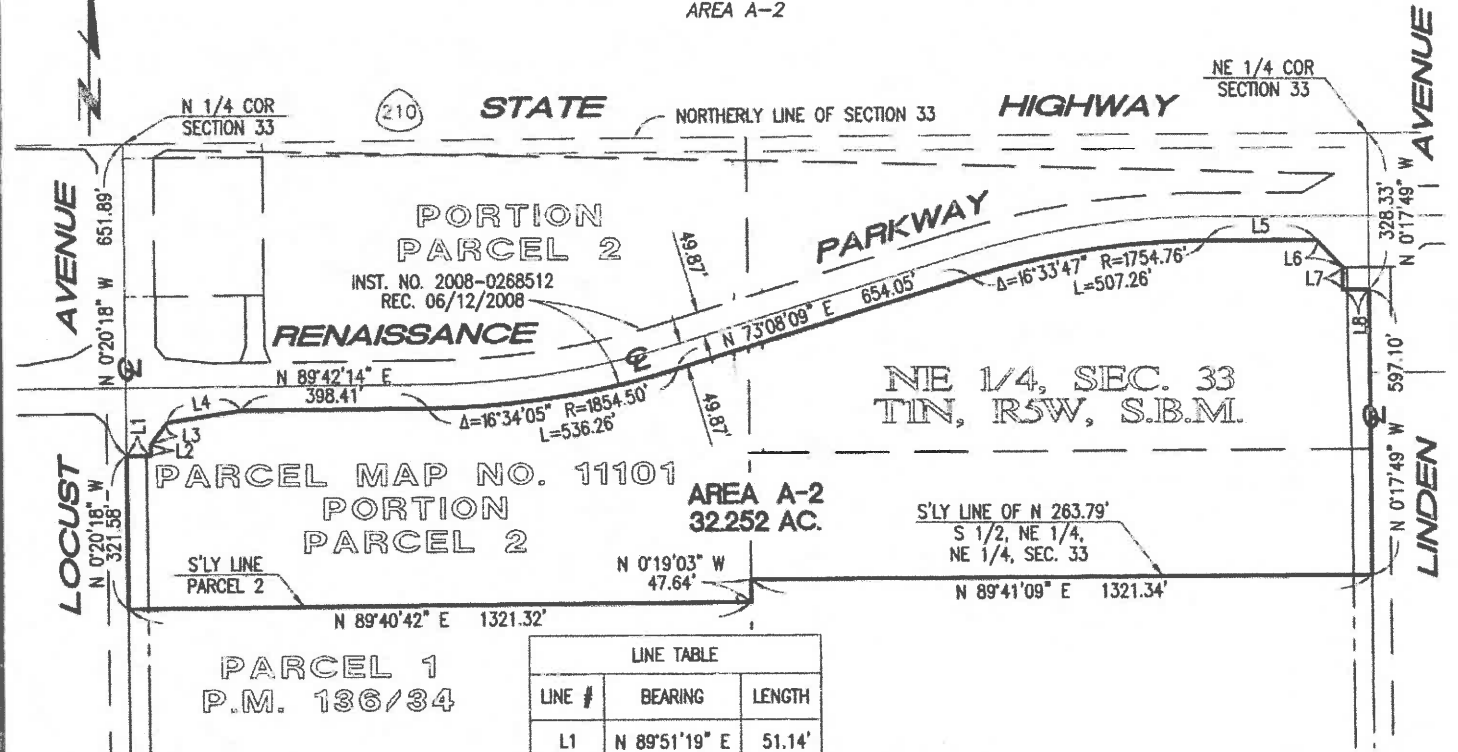 AREA A-2
N
N 1/4 COR
SECTION 33
210
STATE
HIGHWAY
NORTHERLY LINE OF SECTION 33
NE 1/4 COR
SECTION 33
AVENUE
AVENUE
N 0°20'18" W 651.89'
328.33'
N 0°17'49" W
PORTION
PARCEL 2
INST. NO. 2008-0268512
REC. 06/12/2008
49.87'
PARKWAY
RENAISSANCE
L5
L6
L7
L8
Δ=16°33'47" R=1754.76'
L=507.26'
N 73°08'09" E 654.05'
CL
CL
CL
N 89°42'14" E
398.41'
Δ=16°34'05" R=1854.50'
L=536.26'
49.87'
L4
L1
L3
L2
NE 1/4, SEC. 33
T1N, R5W, S.B.M.
N 0°17'49" W 597.10'
LOCUST
N 0°20'18" W
321.58'
PARCEL MAP NO. 11101
PORTION
PARCEL 2
AREA A-2
32.252 AC.
S'LY LINE OF N 263.79'
S 1/2, NE 1/4,
NE 1/4, SEC. 33
LINDEN
S'LY LINE
PARCEL 2
N 0°19'03" W
47.64'
N 89°41'09" E 1321.34'
N 89°40'42" E 1321.32'
PARCEL 1
P.M. 136/34
LINE TABLE
LINE # BEARING LENGTH
L1 N 89°51'19" E 51.14'